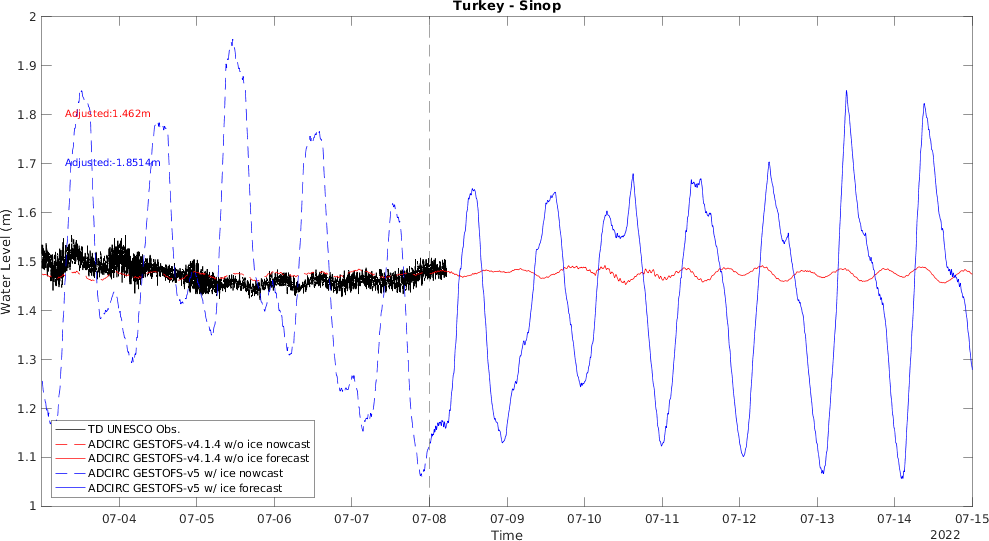 Turkey - Sinop
2
1.9
1.8
1.7
1.6
1.5
1.4
1.3
1.2
1.1
1
Water Level (m)
Adjusted:1.462m
Adjusted:-1.8514m
TD UNESCO Obs.
ADCIRC GESTOFS-v4.1.4 w/o ice nowcast
ADCIRC GESTOFS-v4.1.4 w/o ice forecast
ADCIRC GESTOFS-v5 w/ ice nowcast
ADCIRC GESTOFS-v5 w/ ice forecast
07-04 07-05 07-06 07-07 07-08 07-09 07-10 07-11 07-12 07-13 07-14 07-15
Time
2022